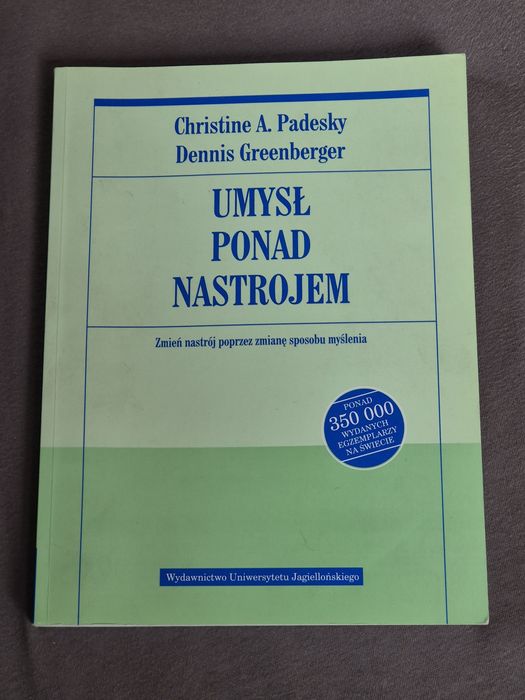 Christine A. Padesky
Dennis Greenberger
UMYSŁ
PONAD
NASTROJEM
Zmień nastrój poprzez zmianę sposobu myślenia
PONAD
350 000
WYDANYCH
EGZEMPLARZY
NA ŚWIECIE
Wydawnictwo Uniwersytetu Jagiellońskiego